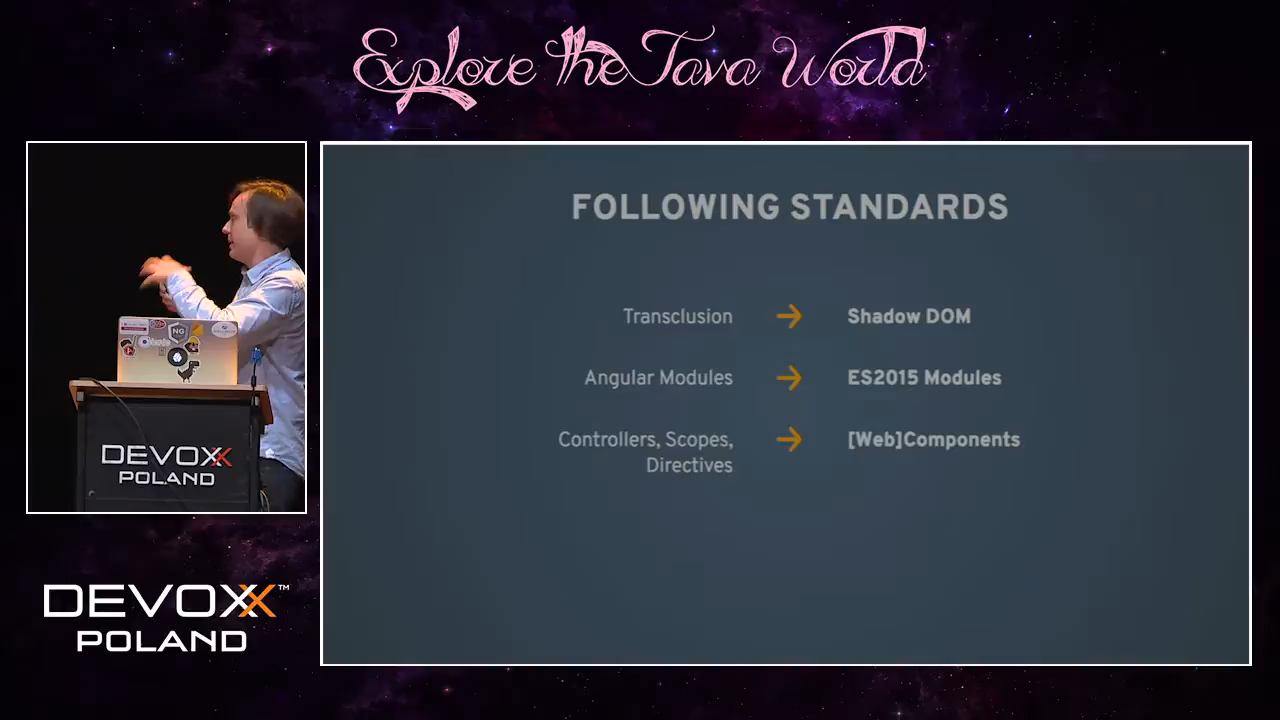 Explore the Java World
FOLLOWING STANDARDS
Transclusion → Shadow DOM
Angular Modules → ES2015 Modules
Controllers, Scopes, Directives → [Web]Components
NG
DEVOXX
POLAND
DEVOXX™
POLAND